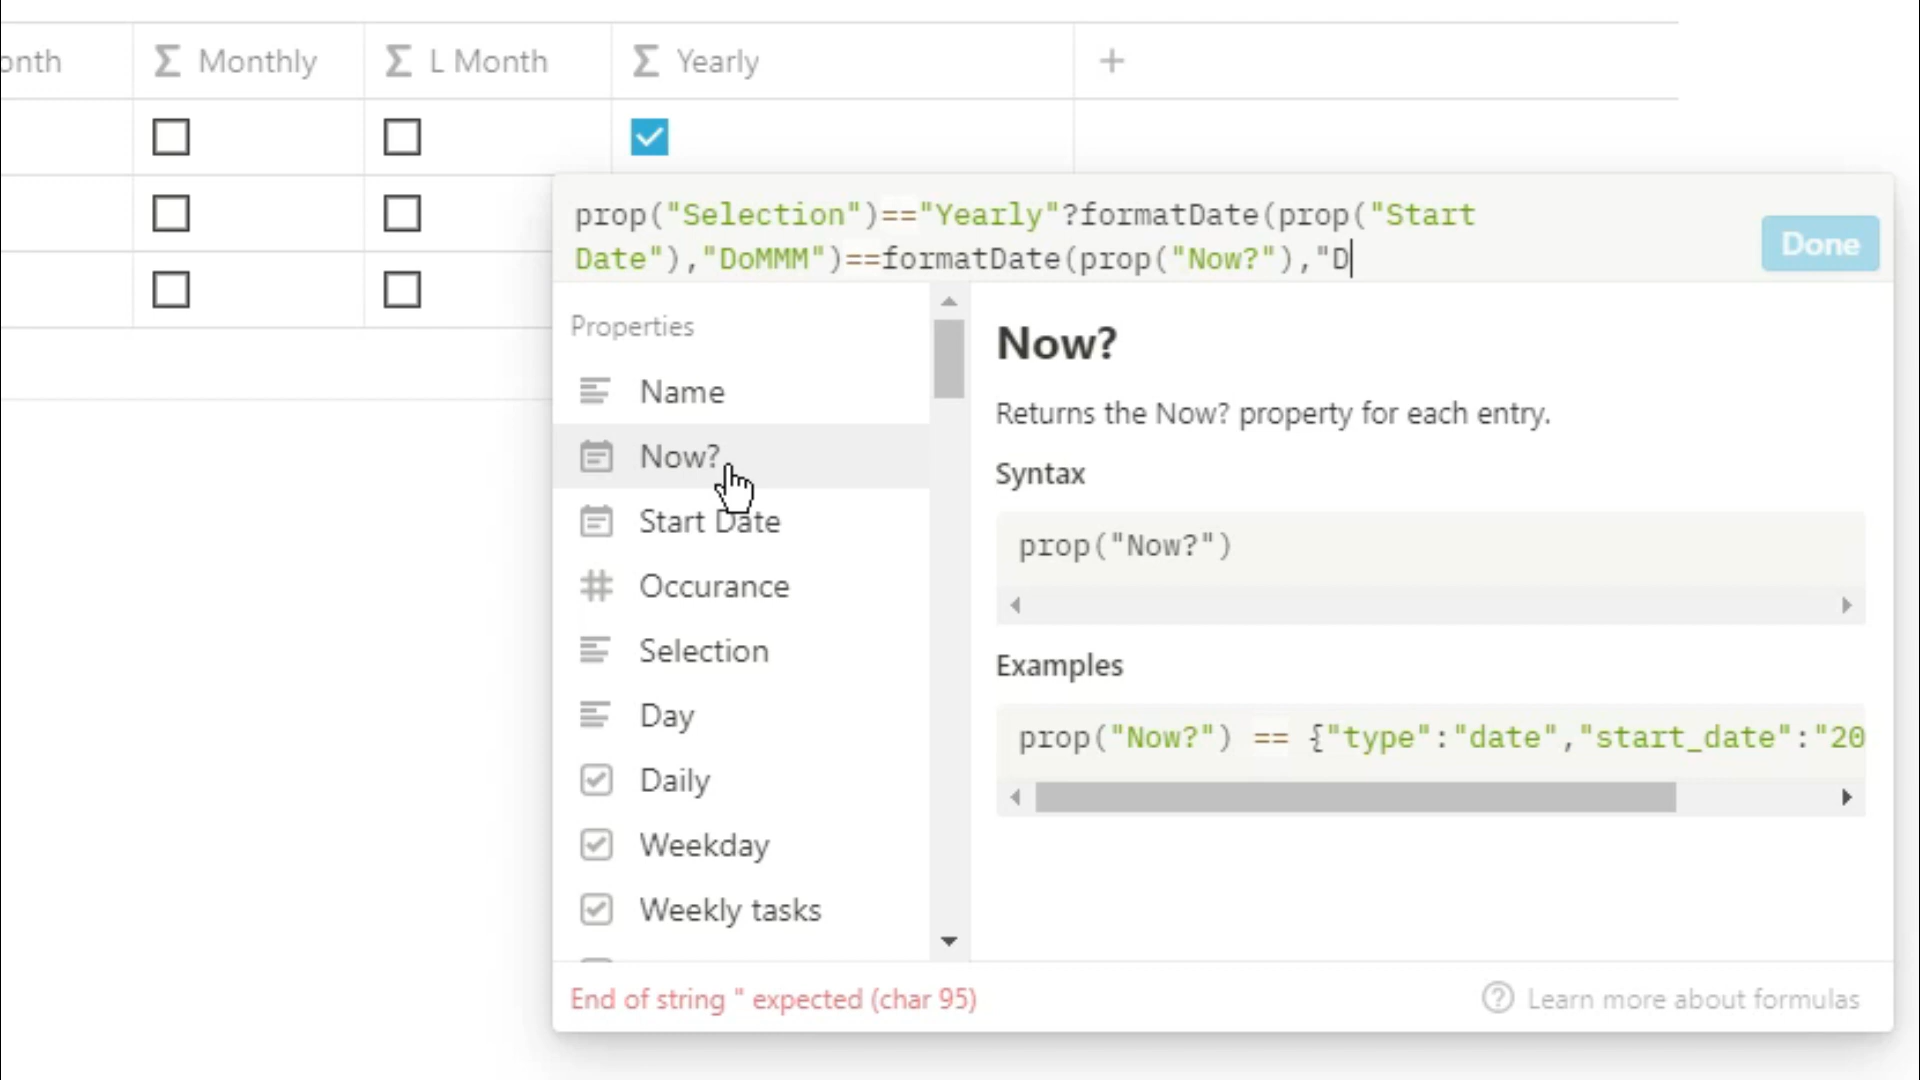 onth Σ Monthly Σ L Month Σ Yearly +
prop("Selection")=="Yearly"?formatDate(prop("Start
Date"),"DoMMM")==formatDate(prop("Now?"),"D
Done
Properties
Name
Now?
Start Date
Occurance
Selection
Day
Daily
Weekday
Weekly tasks
Now?
Returns the Now? property for each entry.
Syntax
prop("Now?")
Examples
prop("Now?") == {"type":"date","start_date":"20
End of string " expected (char 95)
? Learn more about formulas